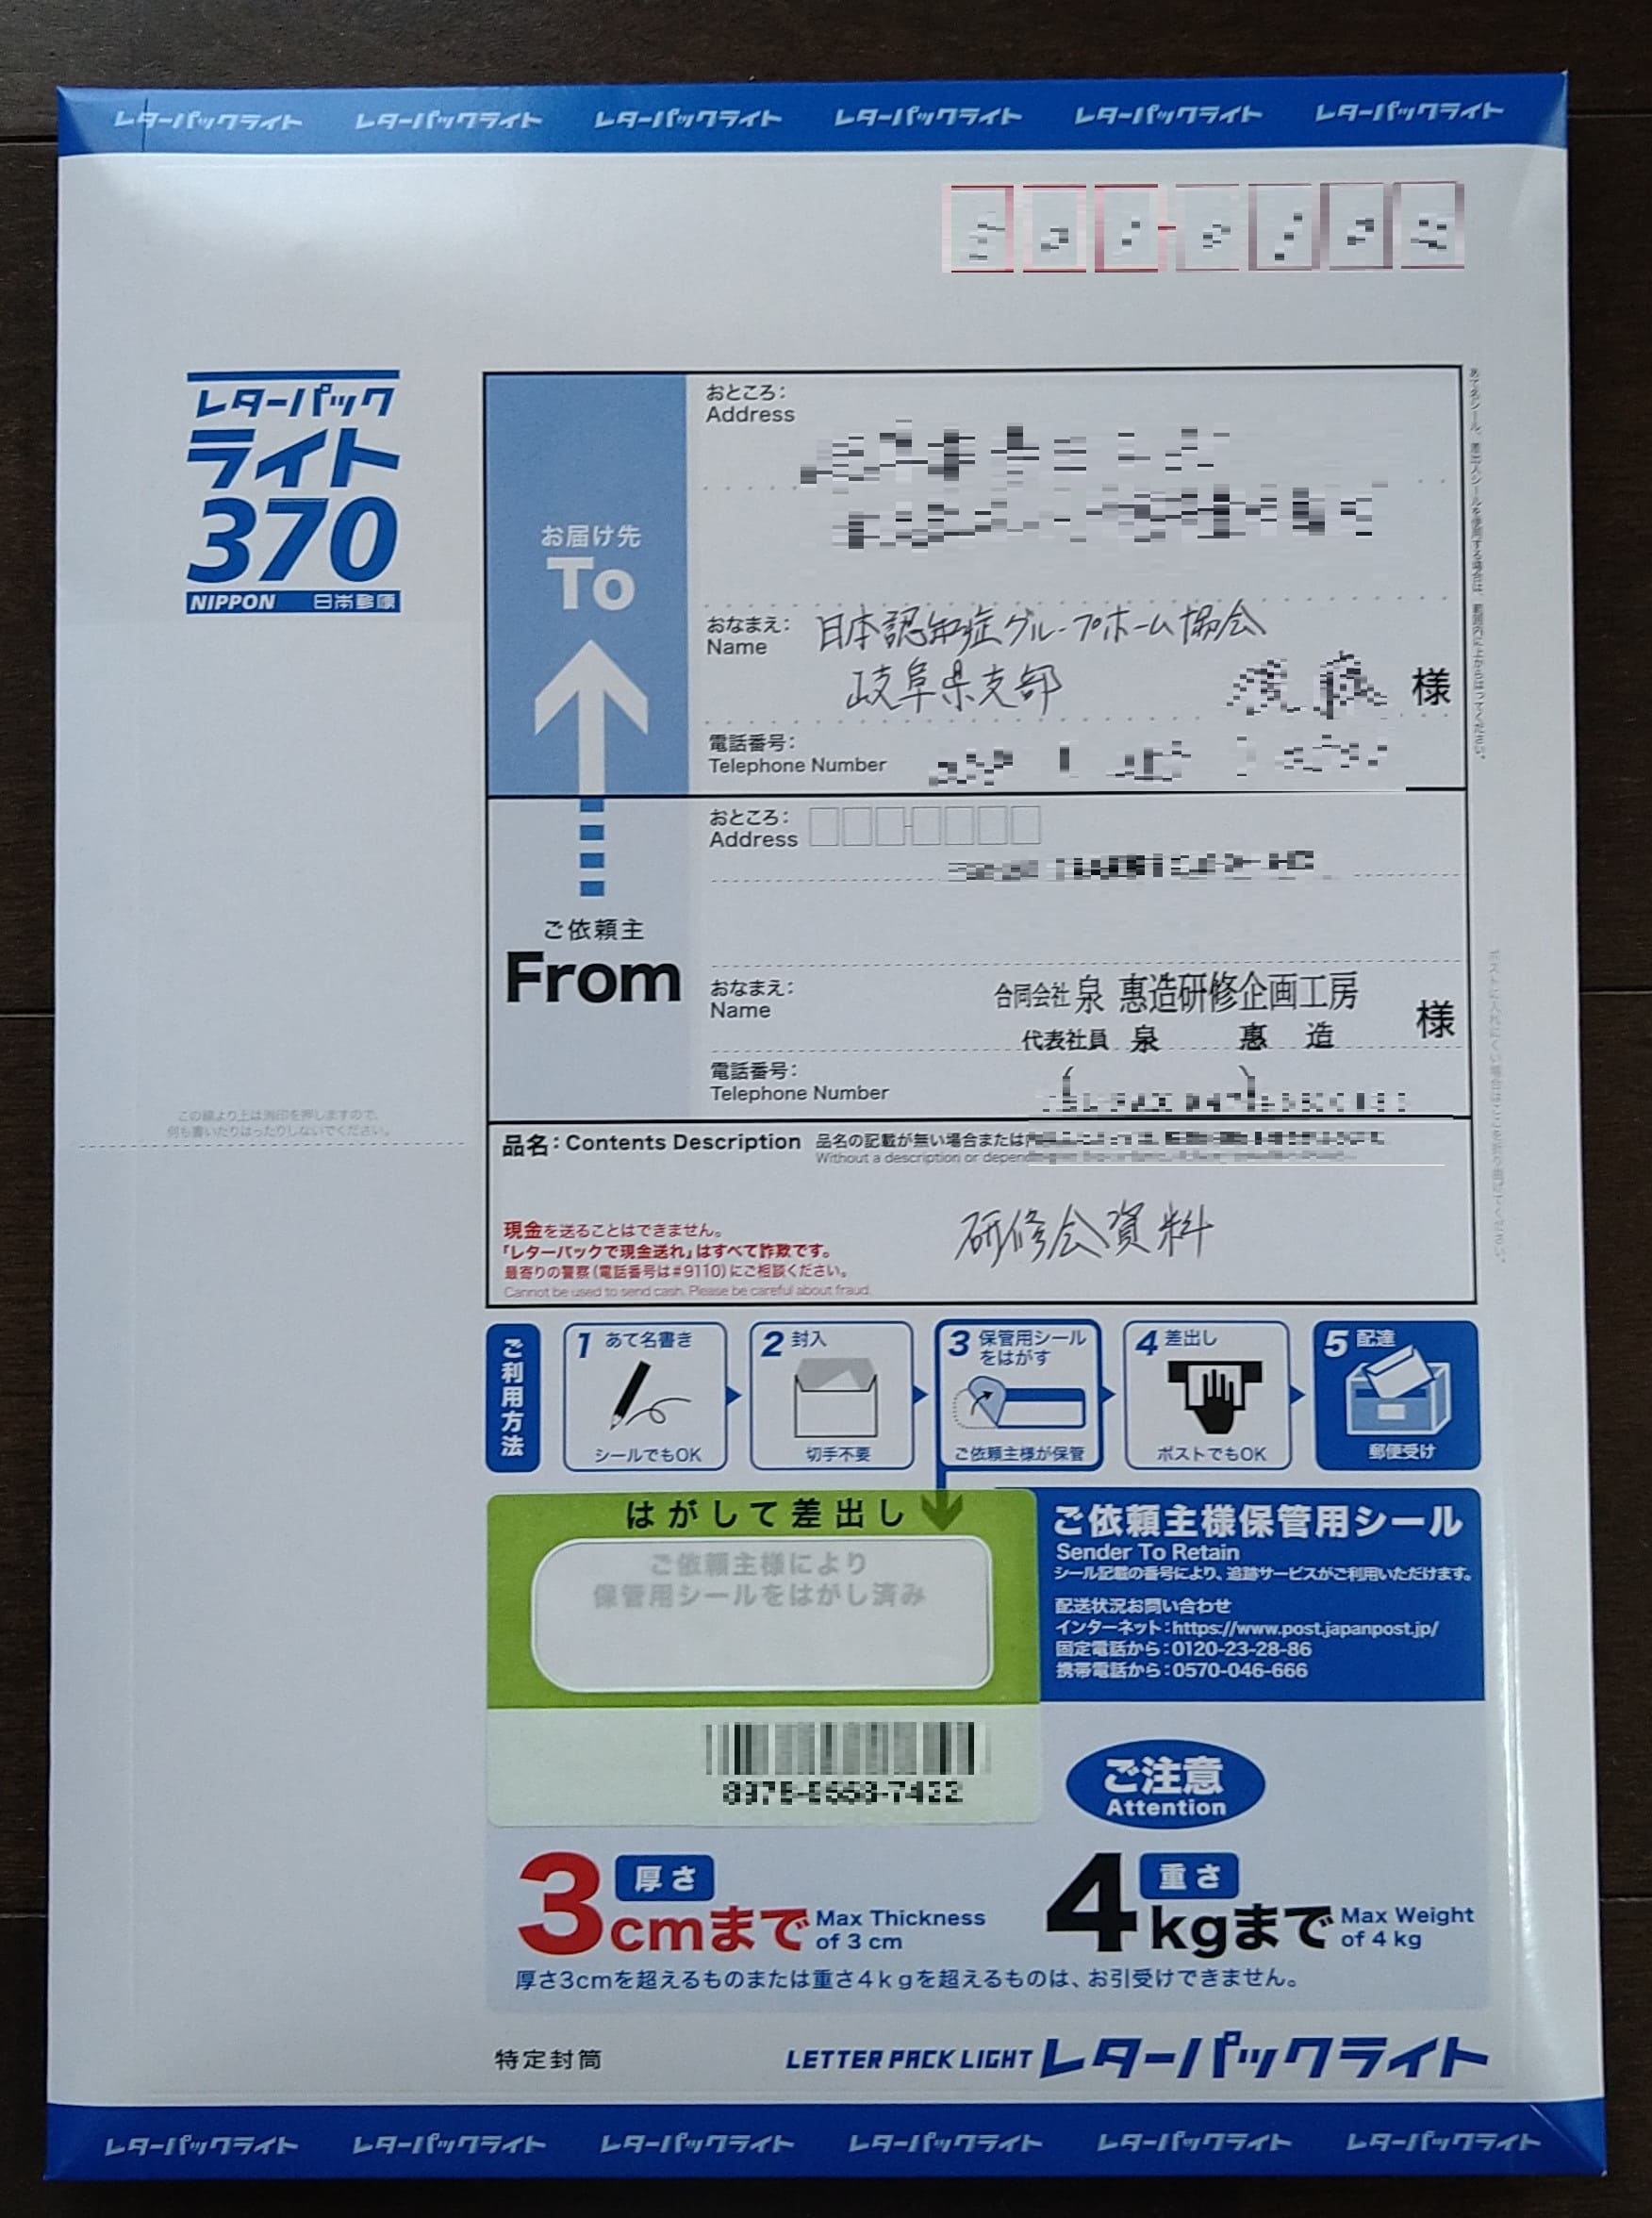 レターパックライト レターパックライト レターパックライト レターパックライト レターパックライト レターパックライト
レターパック
ライト
370
NIPPON 日本郵便
お届け先
To
おところ:
Address
おなまえ:
Name
日本認知症グループホーム協会
岐阜県支部
様
電話番号:
Telephone Number
ご依頼主
From
おところ:
Address
おなまえ:
Name
合同会社 泉 惠造研修企画工房
代表社員 泉 惠 造
様
電話番号:
Telephone Number
この線より上は消印を押しますので、
何も書いたりはったりしないでください。
品名:Contents Description 品名の記載が無い場合または
Without a description or
研修会資料
現金を送ることはできません。
「レターパックで現金送れ」はすべて詐欺です。
最寄りの警察(電話番号は#9110)にご相談ください。
Cannot be used to send cash. Please be careful about fraud.
ご利用方法
1 あて名書き
シールでもOK
2 封入
切手不要
3 保管用シール
をはがす
ご依頼主様が保管
4 差出し
ポストでもOK
5 配達
郵便受け
はがして差出し
ご依頼主様により
保管用シールをはがし済み
ご依頼主様保管用シール
Sender To Retain
シール記載の番号により、追跡サービスがご利用いただけます。
配送状況お問い合わせ
インターネット:https://www.post.japanpost.jp/
固定電話から:0120-23-28-86
携帯電話から:0570-046-666
ご注意
Attention
3cmまで
厚さ
Max Thickness
of 3 cm
4kgまで
重さ
Max Weight
of 4 kg
厚さ3cmを超えるものまたは重さ4kgを超えるものは、お引受けできません。
特定封筒
LETTER PACK LIGHT レターパックライト
レターパックライト レターパックライト レターパックライト レターパックライト レターパックライト レターパックライト